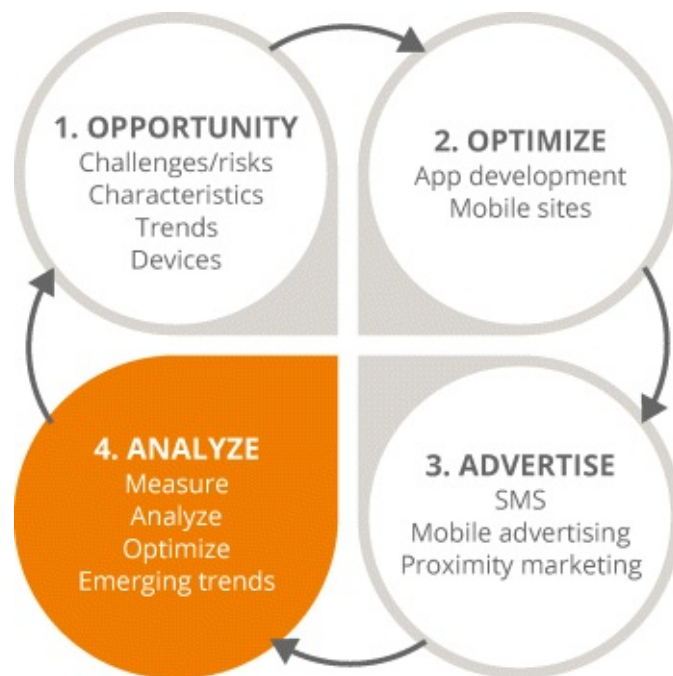 1. OPPORTUNITY
Challenges/risks
Characteristics
Trends
Devices
2. OPTIMIZE
App development
Mobile sites
3. ADVERTISE
SMS
Mobile advertising
Proximity marketing
4. ANALYZE
Measure
Analyze
Optimize
Emerging trends